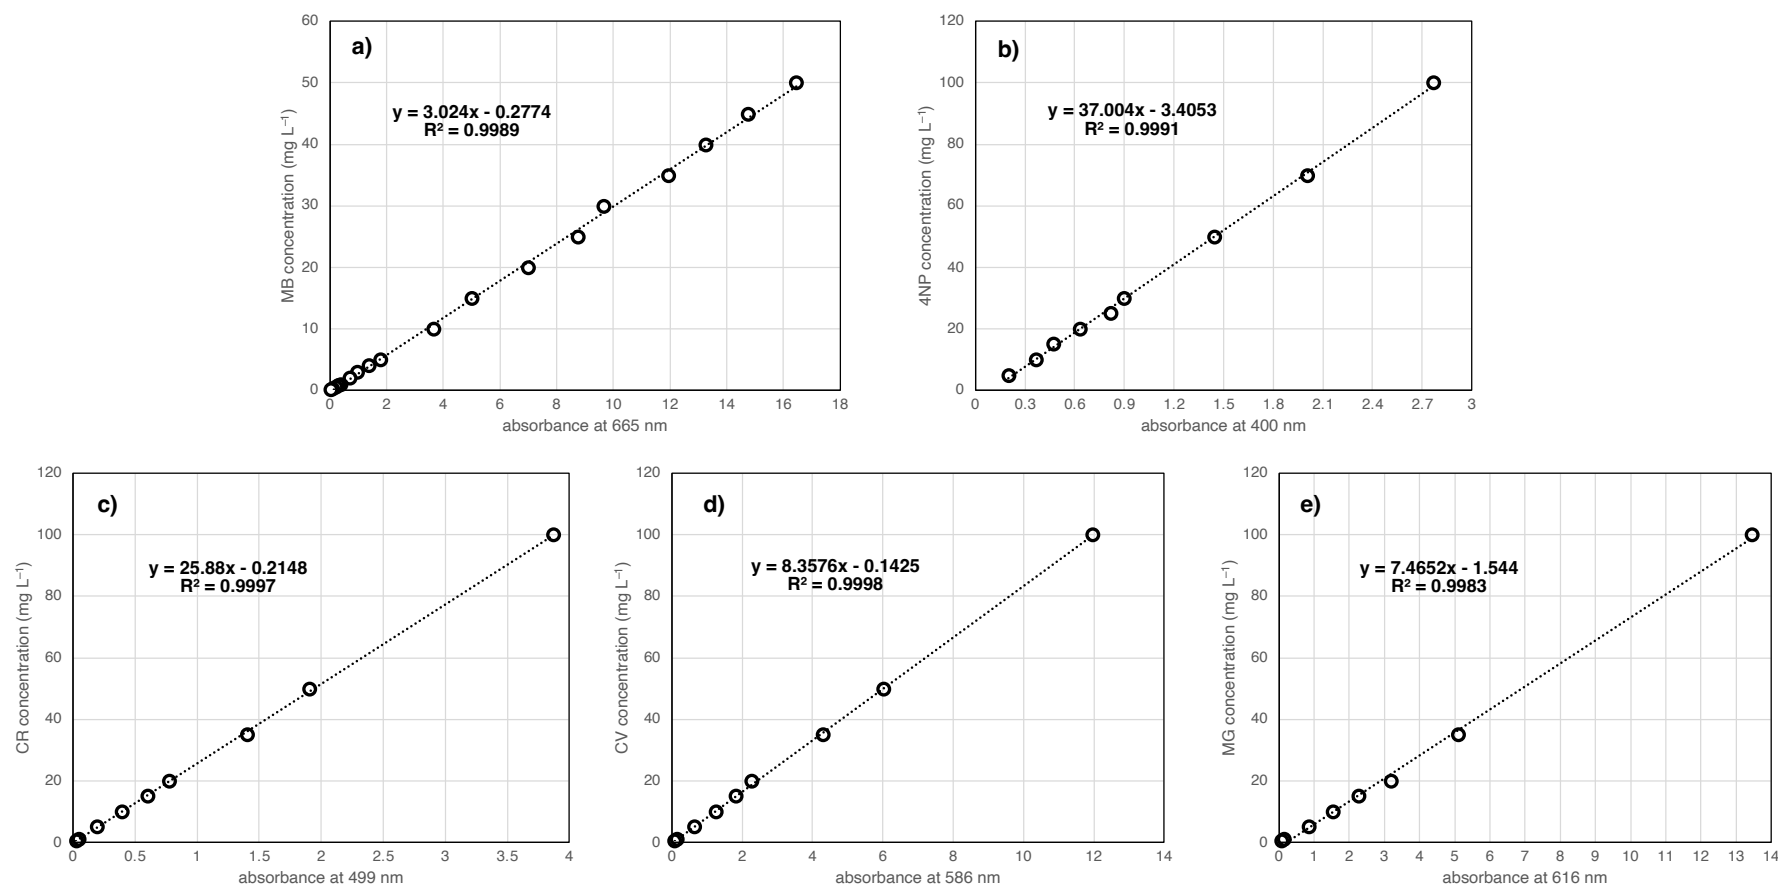 a)
y = 3.024x - 0.2774
R² = 0.9989
MB concentration (mg L⁻¹)
60
50
40
30
20
10
0
0 2 4 6 8 10 12 14 16 18
absorbance at 665 nm
b)
y = 37.004x - 3.4053
R² = 0.9991
4NP concentration (mg L⁻¹)
120
100
80
60
40
20
0
0 0.3 0.6 0.9 1.2 1.5 1.8 2.1 2.4 2.7 3
absorbance at 400 nm
c)
y = 25.88x - 0.2148
R² = 0.9997
CR concentration (mg L⁻¹)
120
100
80
60
40
20
0
0 0.5 1 1.5 2 2.5 3 3.5 4
absorbance at 499 nm
d)
y = 8.3576x - 0.1425
R² = 0.9998
CV concentration (mg L⁻¹)
120
100
80
60
40
20
0
0 2 4 6 8 10 12 14
absorbance at 586 nm
e)
y = 7.4652x - 1.544
R² = 0.9983
MG concentration (mg L⁻¹)
120
100
80
60
40
20
0
0 1 2 3 4 5 6 7 8 9 10 11 12 13 14
absorbance at 616 nm